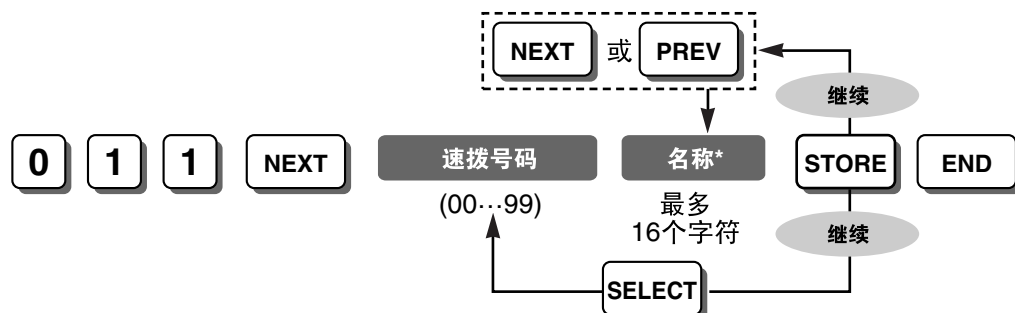 NEXT 或 PREV
继续
0 1 1 NEXT 速拨号码 名称* STORE END
(00…99) 最多
16个字符
继续
SELECT